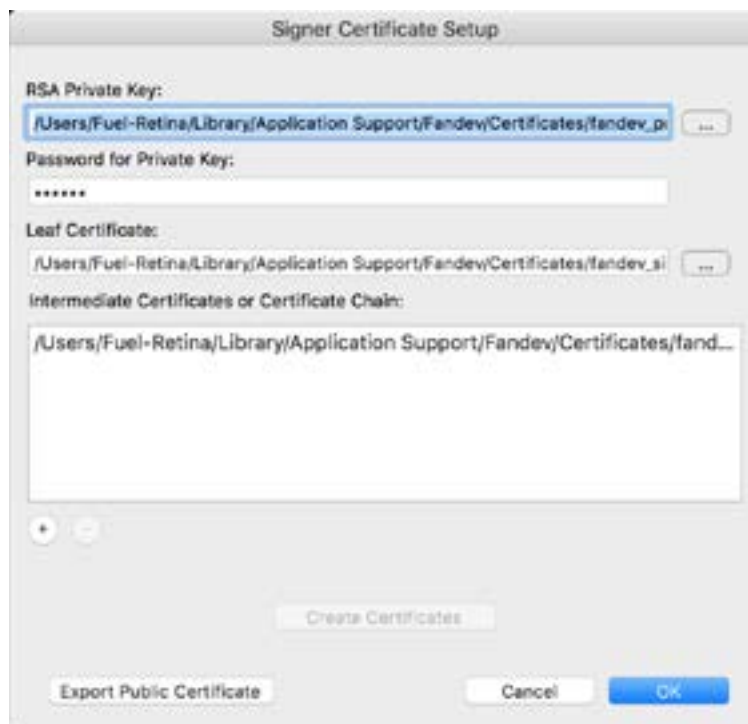 Signer Certificate Setup
RSA Private Key:
/Users/Fuel-Retina/Library/Application Support/Fandev/Certificates/fandev_p
...
Password for Private Key:
••••••
Leaf Certificate:
/Users/Fuel-Retina/Library/Application Support/Fandev/Certificates/fandev_si
...
Intermediate Certificates or Certificate Chain:
/Users/Fuel-Retina/Library/Application Support/Fandev/Certificates/fand...
+ −
Create Certificates
Export Public Certificate Cancel OK